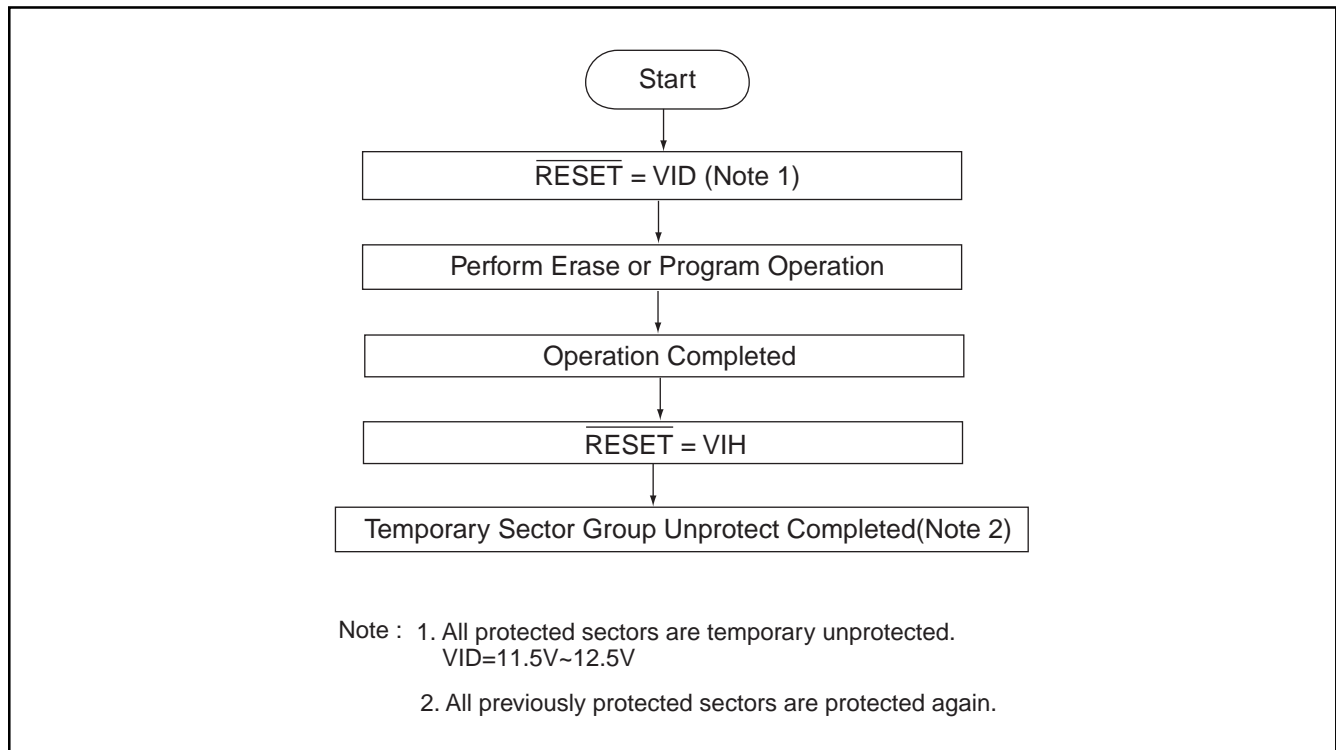 Start
RESET = VID (Note 1)
Perform Erase or Program Operation
Operation Completed
RESET = VIH
Temporary Sector Group Unprotect Completed(Note 2)
Note : 1. All protected sectors are temporary unprotected.
VID=11.5V~12.5V
2. All previously protected sectors are protected again.